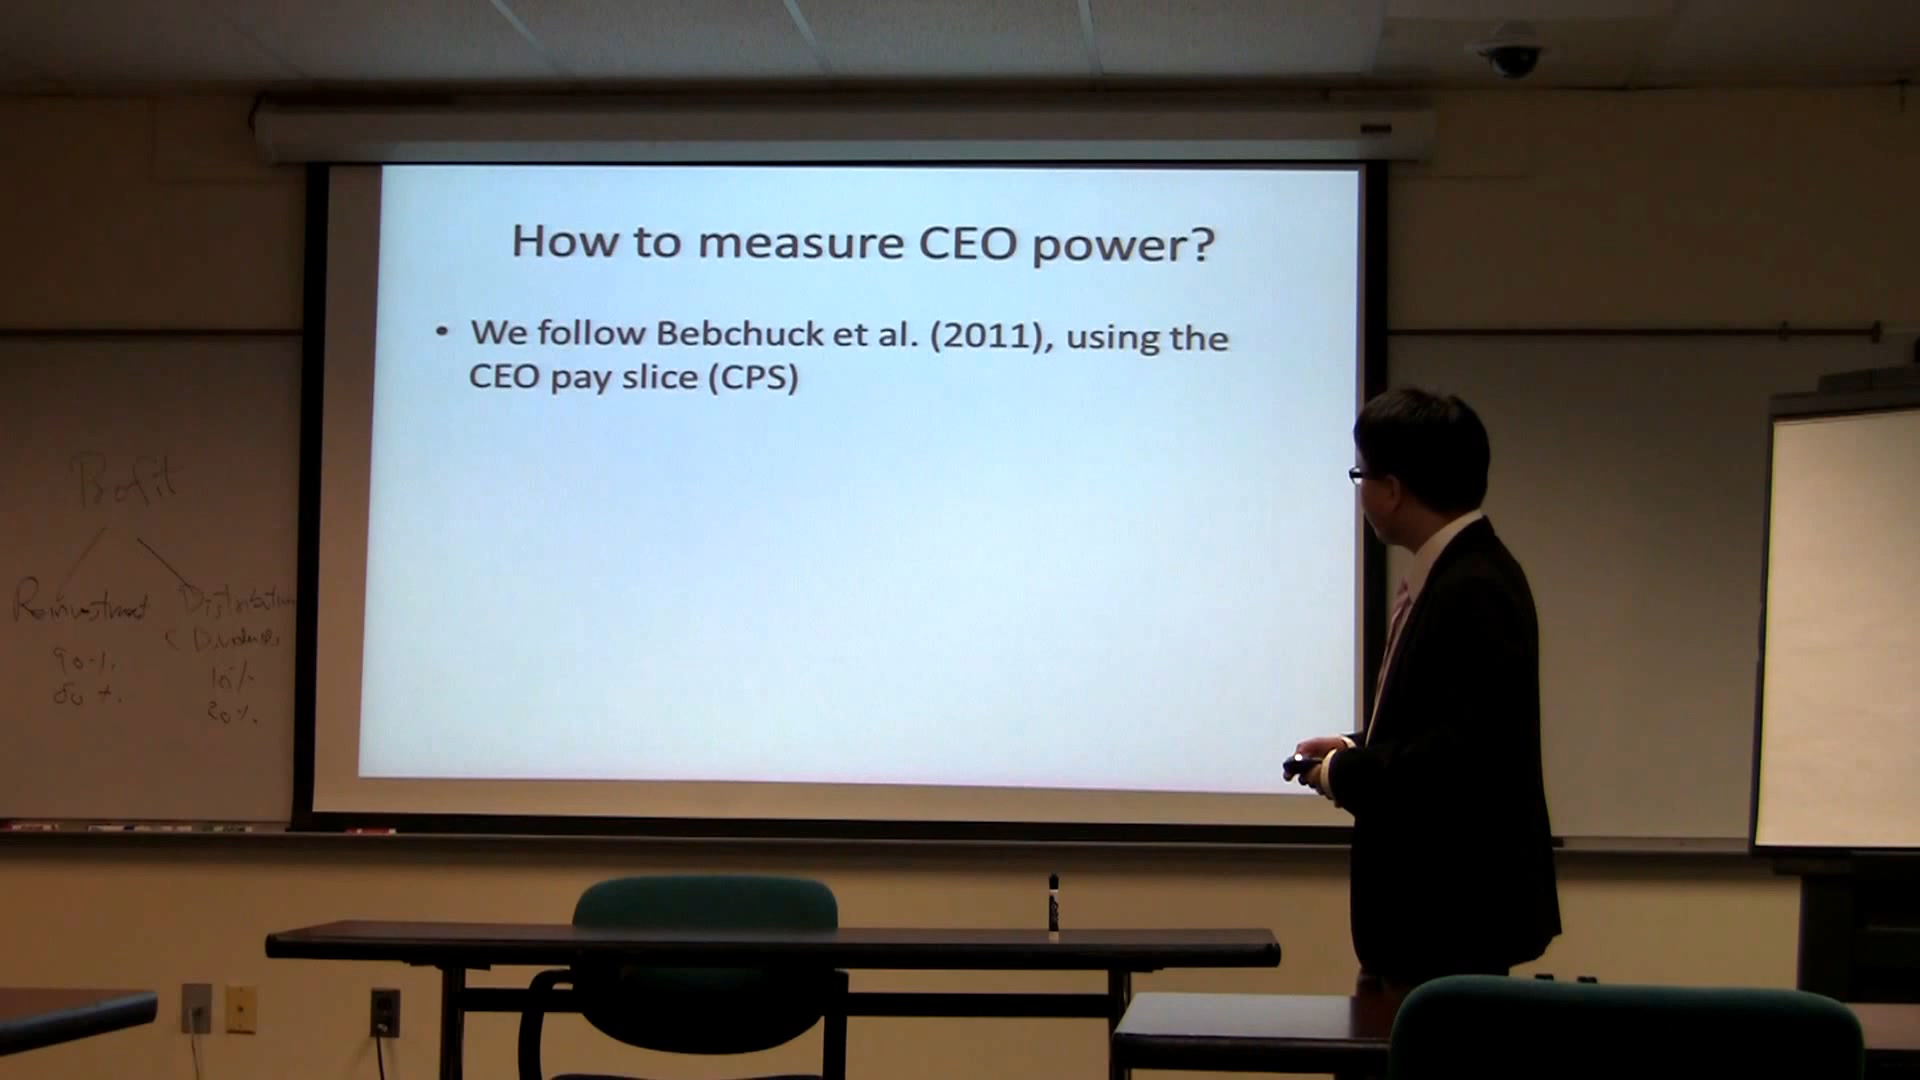 How to measure CEO power?
• We follow Bebchuck et al. (2011), using the
CEO pay slice (CPS)
Profit
Reinvestment
Distribution
90%
10%
20%